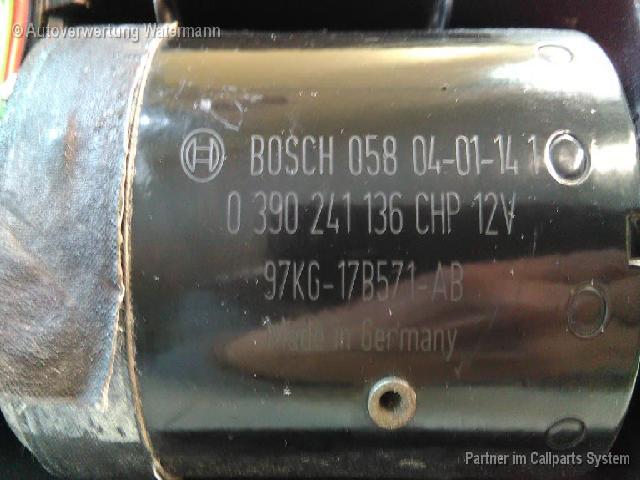 © Autoverwertung Watermann
BOSCH 058 04-01-14 1
0 390 241 136 CHP 12V
97KG-17B571-AB
Made in Germany
Partner im Callparts System